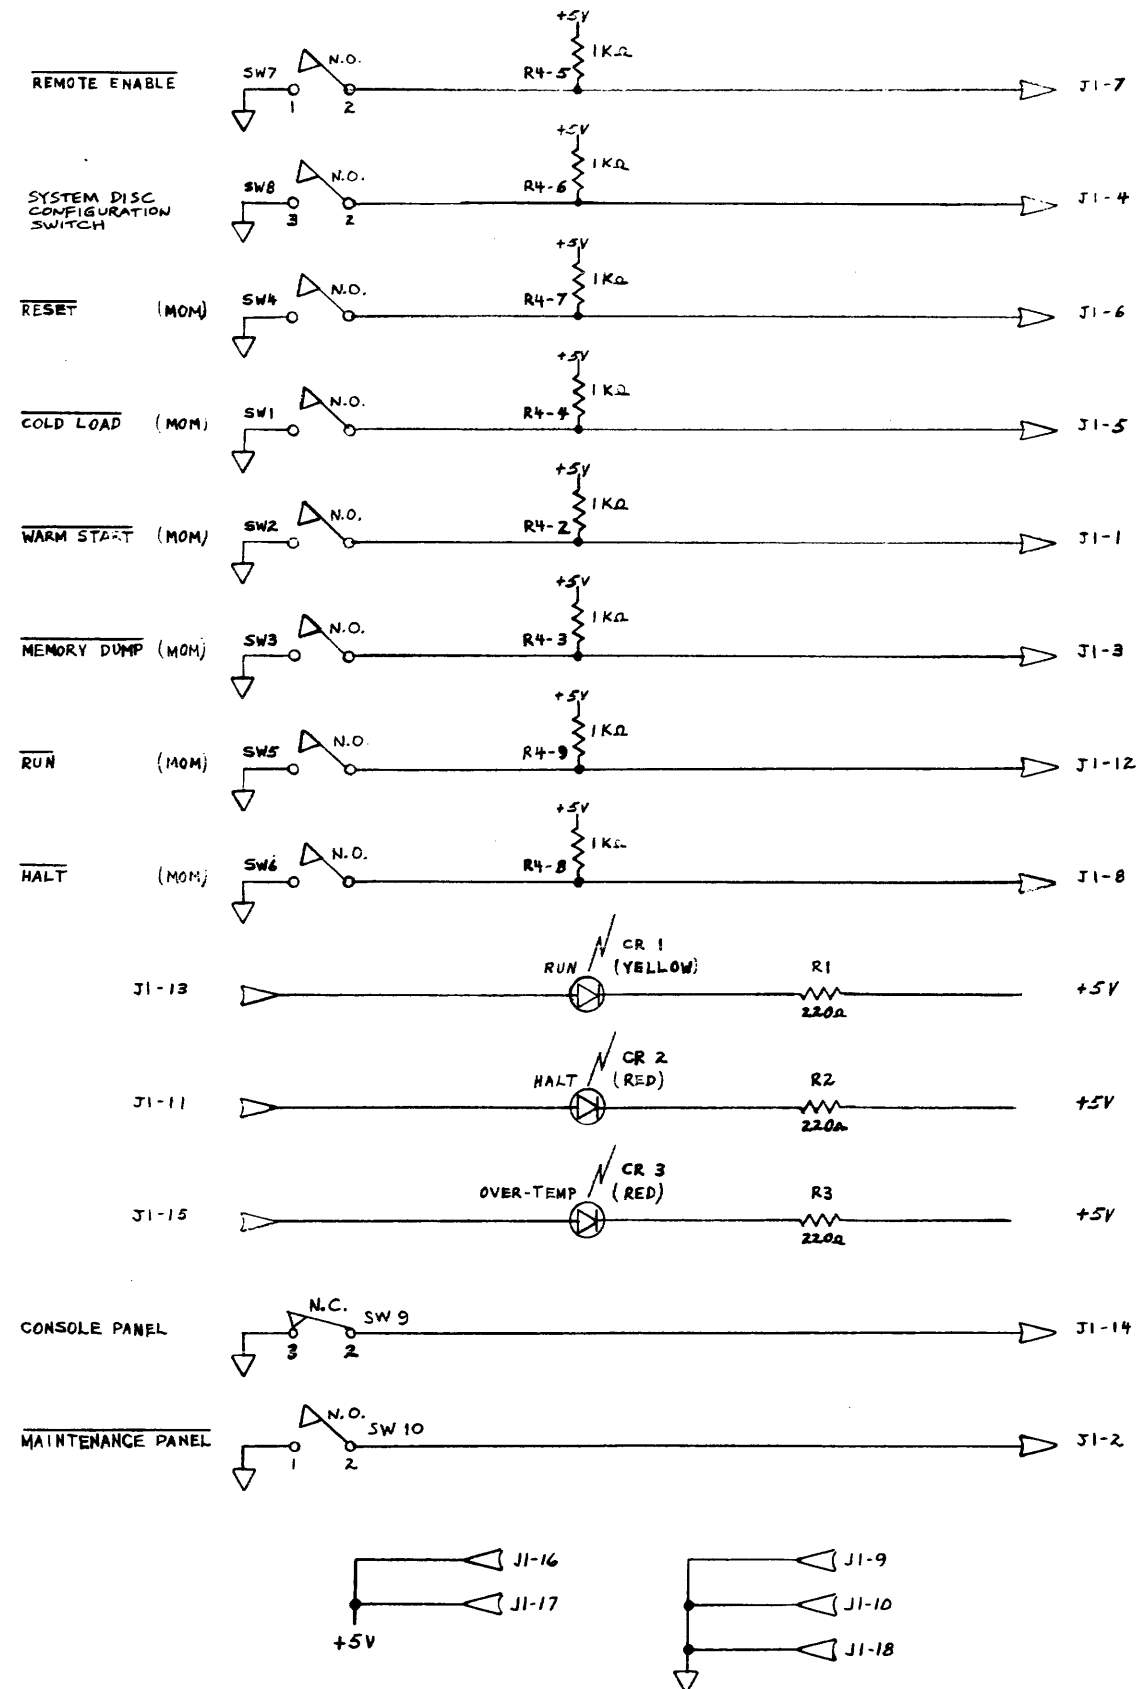 +5V
1KΩ
REMOTE ENABLE SW7 N.O. R4-5 J1-7
1 2
+5V
1KΩ
SYSTEM DISC
CONFIGURATION
SWITCH
SW8 N.O. R4-6 J1-4
3 2
+5V
1KΩ
RESET (MOM) SW4 N.O. R4-7 J1-6
+5V
1KΩ
COLD LOAD (MOM) SW1 N.O. R4-4 J1-5
+5V
1KΩ
WARM START (MOM) SW2 N.O. R4-2 J1-1
+5V
1KΩ
MEMORY DUMP (MOM) SW3 N.O. R4-3 J1-3
+5V
1KΩ
RUN (MOM) SW5 N.O. R4-9 J1-12
+5V
1KΩ
HALT (MOM) SW6 N.O. R4-8 J1-8
CR 1
J1-13 RUN (YELLOW) R1 +5V
220Ω
CR 2
J1-11 HALT (RED) R2 +5V
220Ω
CR 3
J1-15 OVER-TEMP (RED) R3 +5V
220Ω
CONSOLE PANEL N.C. SW 9 J1-14
3 2
MAINTENANCE PANEL N.O. SW 10 J1-2
1 2
J1-16
J1-17
+5V
J1-9
J1-10
J1-18